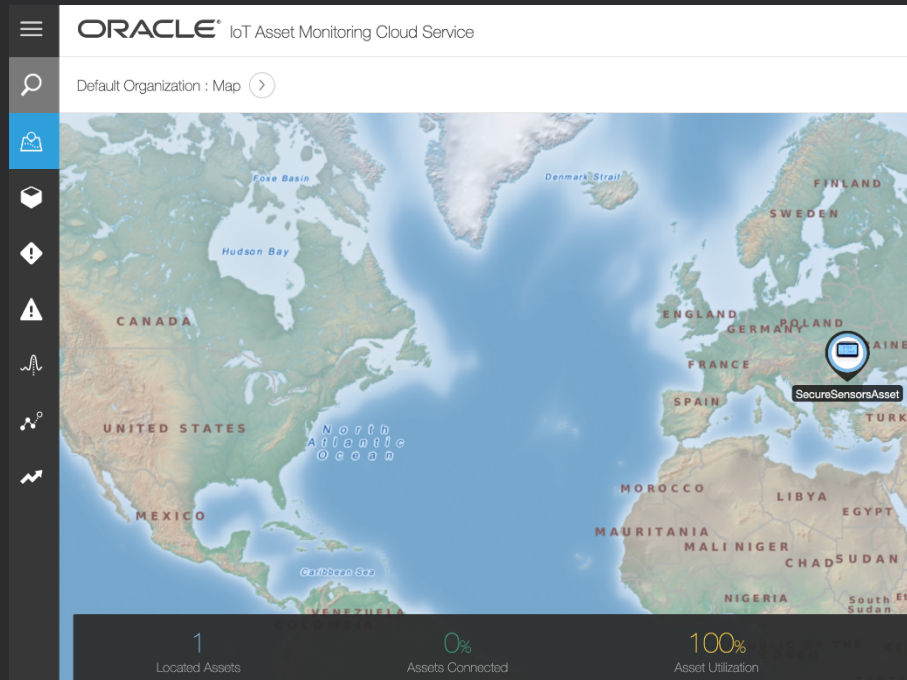 ORACLE® IoT Asset Monitoring Cloud Service
Default Organization : Map
Foxe Basin
Denmark Strait
FINLAND
SWEDEN
Hudson Bay
CANADA
ENGLAND
GERMANY
POLAND
FRANCE
SPAIN
SecureSensorsAsset
UNITED STATES
North
Atlantic
Ocean
MEXICO
MOROCCO
LIBYA
EGYPT
MAURITANIA
MALI NIGER
CHAD
SUDAN
Caribbean Sea
NIGERIA
South
Sudan
VENEZUELA
COLOMBIA
1
Located Assets
0%
Assets Connected
100%
Asset Utilization